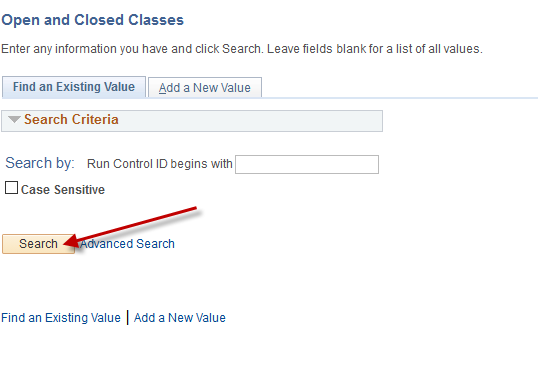 Open and Closed Classes
Enter any information you have and click Search. Leave fields blank for a list of all values.
Find an Existing Value Add a New Value
Search Criteria
Search by: Run Control ID begins with
Case Sensitive
Search Advanced Search
Find an Existing Value | Add a New Value